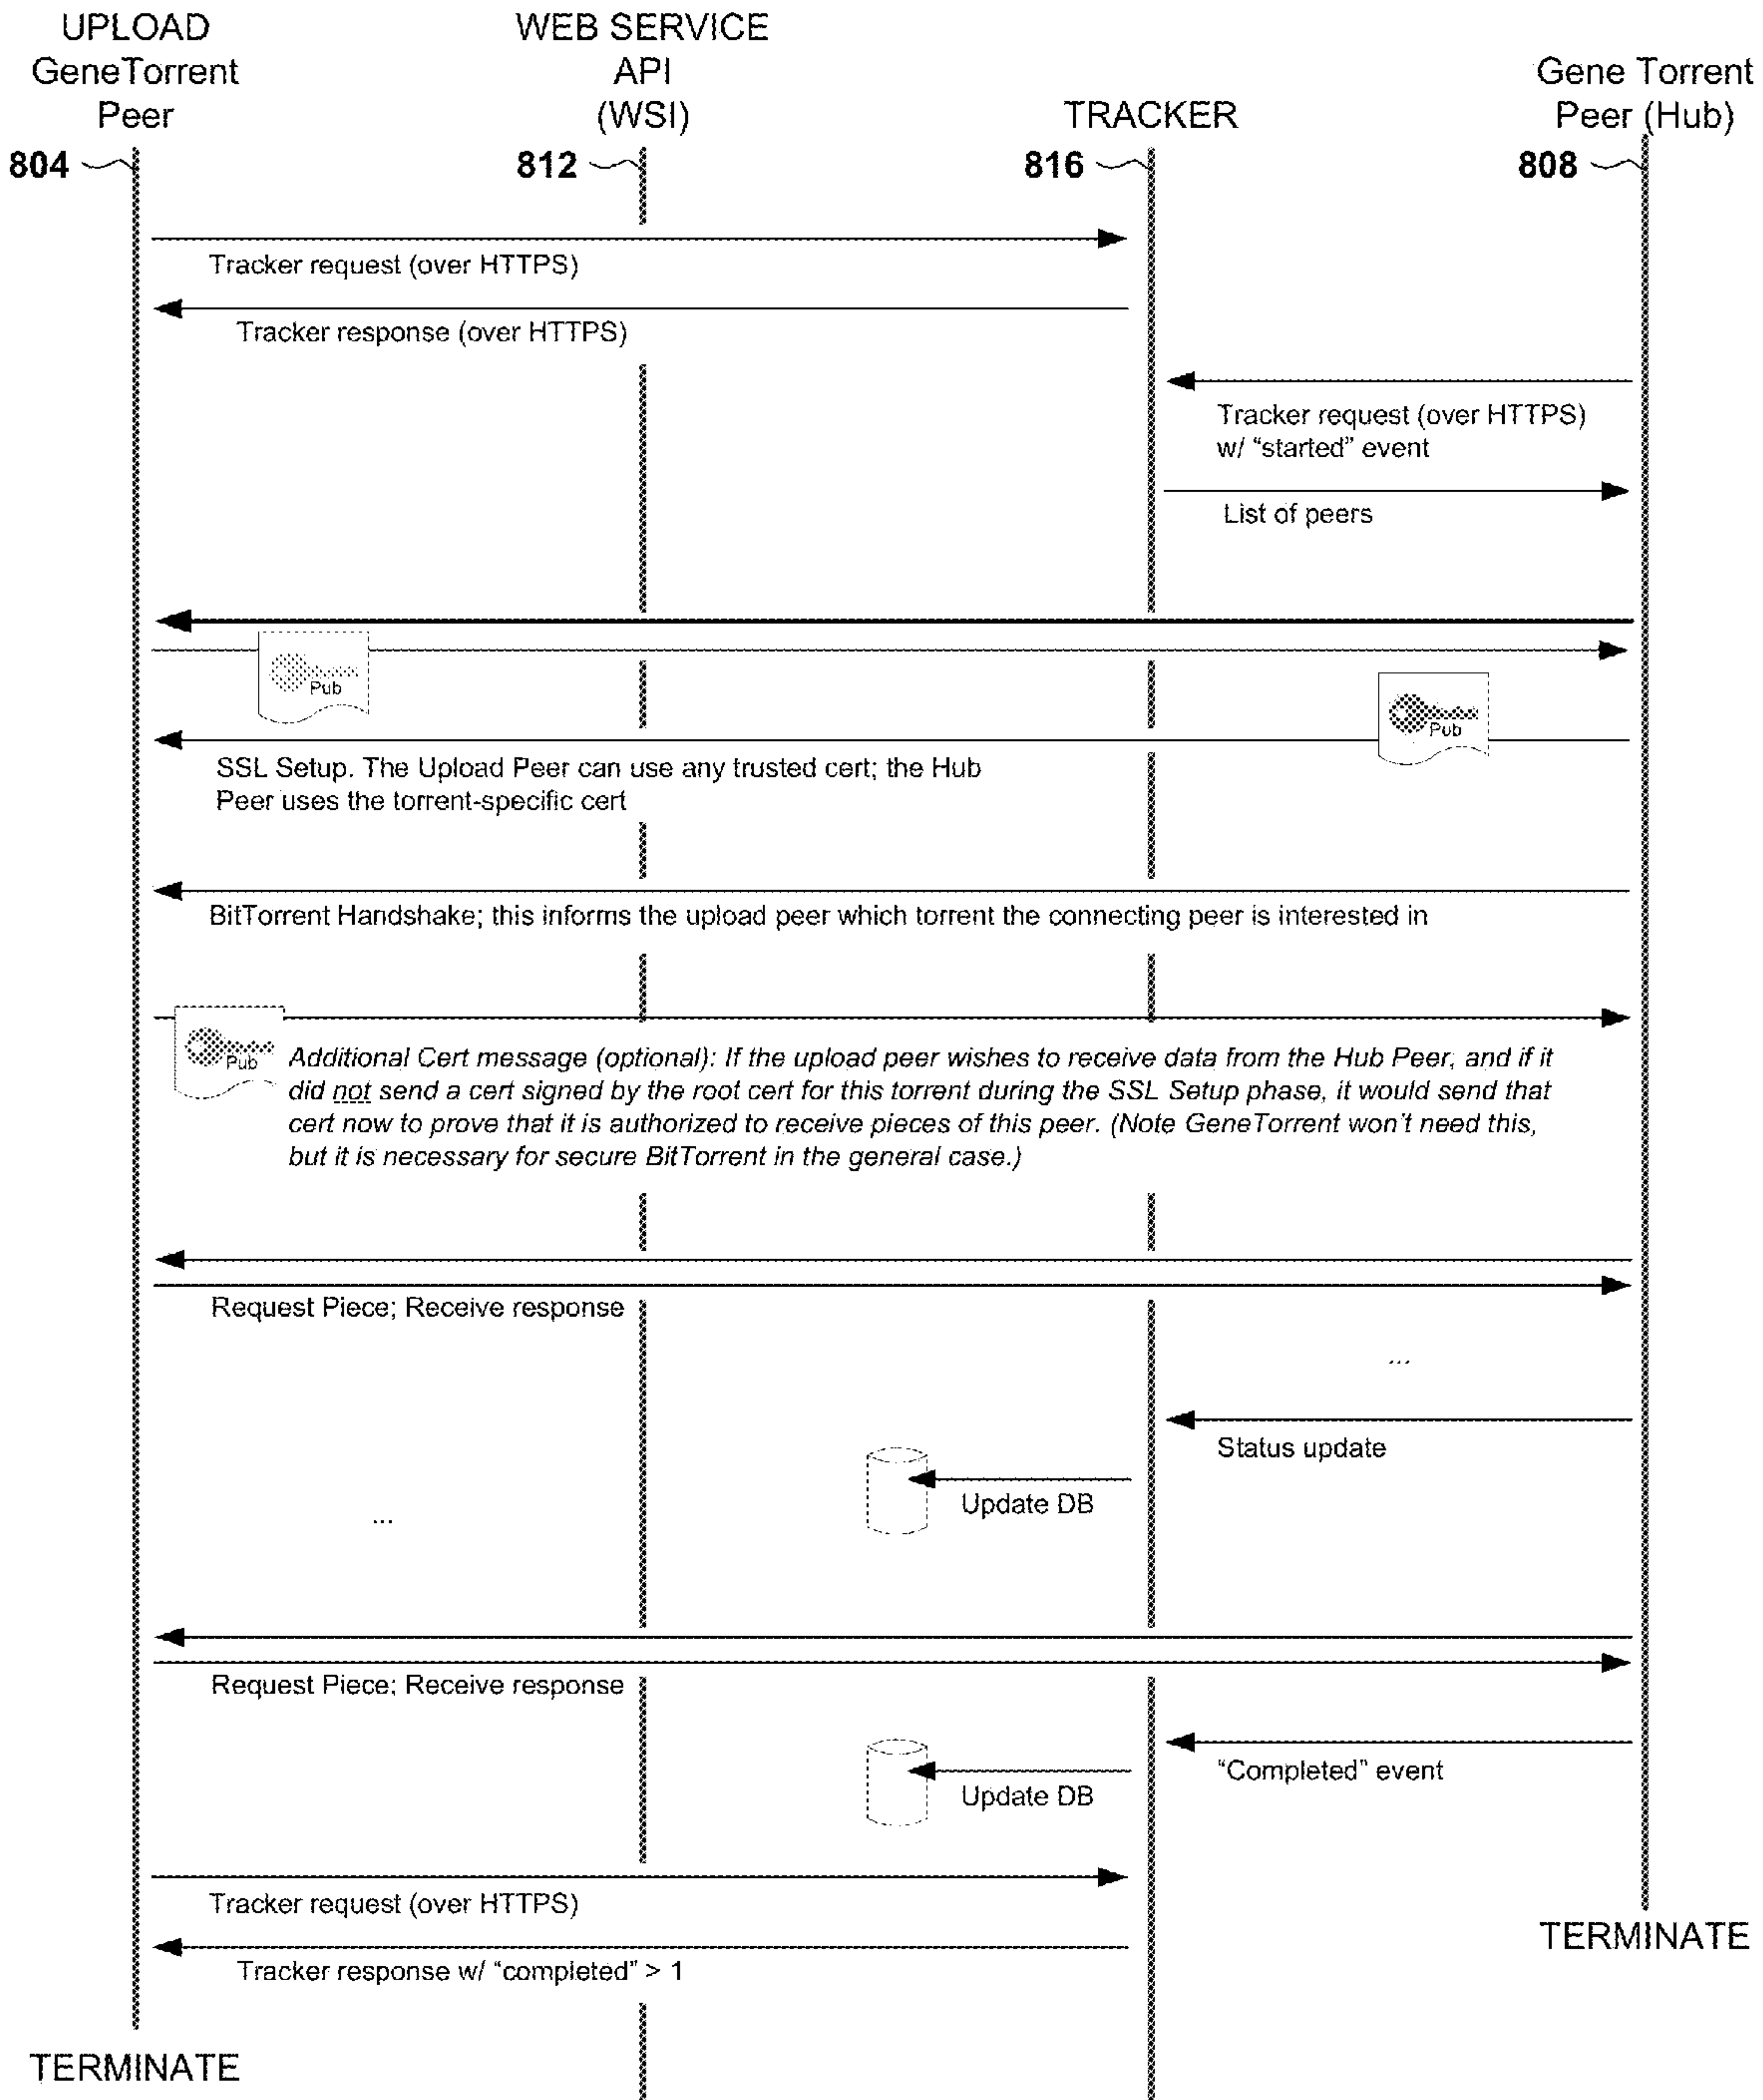 UPLOAD
GeneTorrent
Peer
WEB SERVICE
API
(WSI)
TRACKER
Gene Torrent
Peer (Hub)
804
812
816
808
Tracker request (over HTTPS)
Tracker response (over HTTPS)
Tracker request (over HTTPS)
w/ “started” event
List of peers
Pub
Pub
SSL Setup. The Upload Peer can use any trusted cert; the Hub
Peer uses the torrent-specific cert
BitTorrent Handshake; this informs the upload peer which torrent the connecting peer is interested in
Pub
Additional Cert message (optional): If the upload peer wishes to receive data from the Hub Peer, and if it
did not send a cert signed by the root cert for this torrent during the SSL Setup phase, it would send that
cert now to prove that it is authorized to receive pieces of this peer. (Note GeneTorrent won’t need this,
but it is necessary for secure BitTorrent in the general case.)
Request Piece; Receive response
...
Status update
Update DB
...
Request Piece; Receive response
“Completed” event
Update DB
Tracker request (over HTTPS)
TERMINATE
Tracker response w/ “completed” > 1
TERMINATE